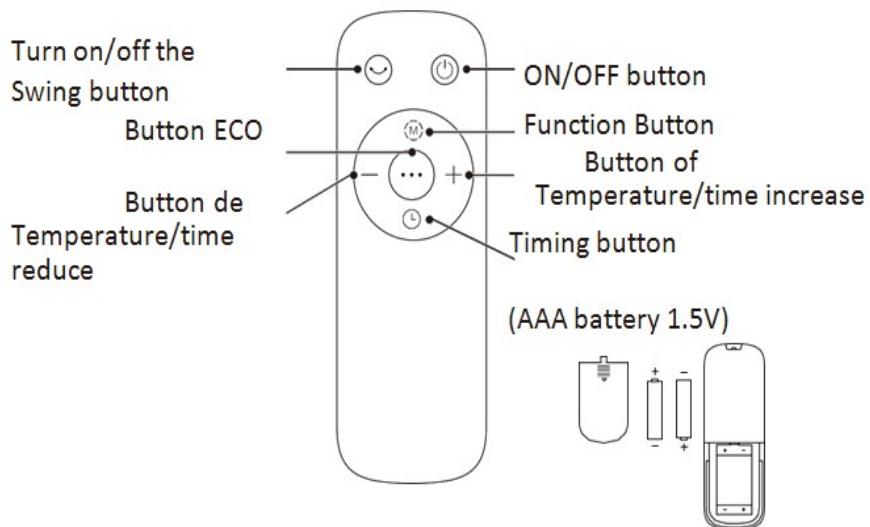 Turn on/off the
Swing button
ON/OFF button
Button ECO
Function Button
Button of
Temperature/time increase
Button de
Temperature/time
reduce
Timing button
(AAA battery 1.5V)
M
+
-
+ -
- +
+ -
- +